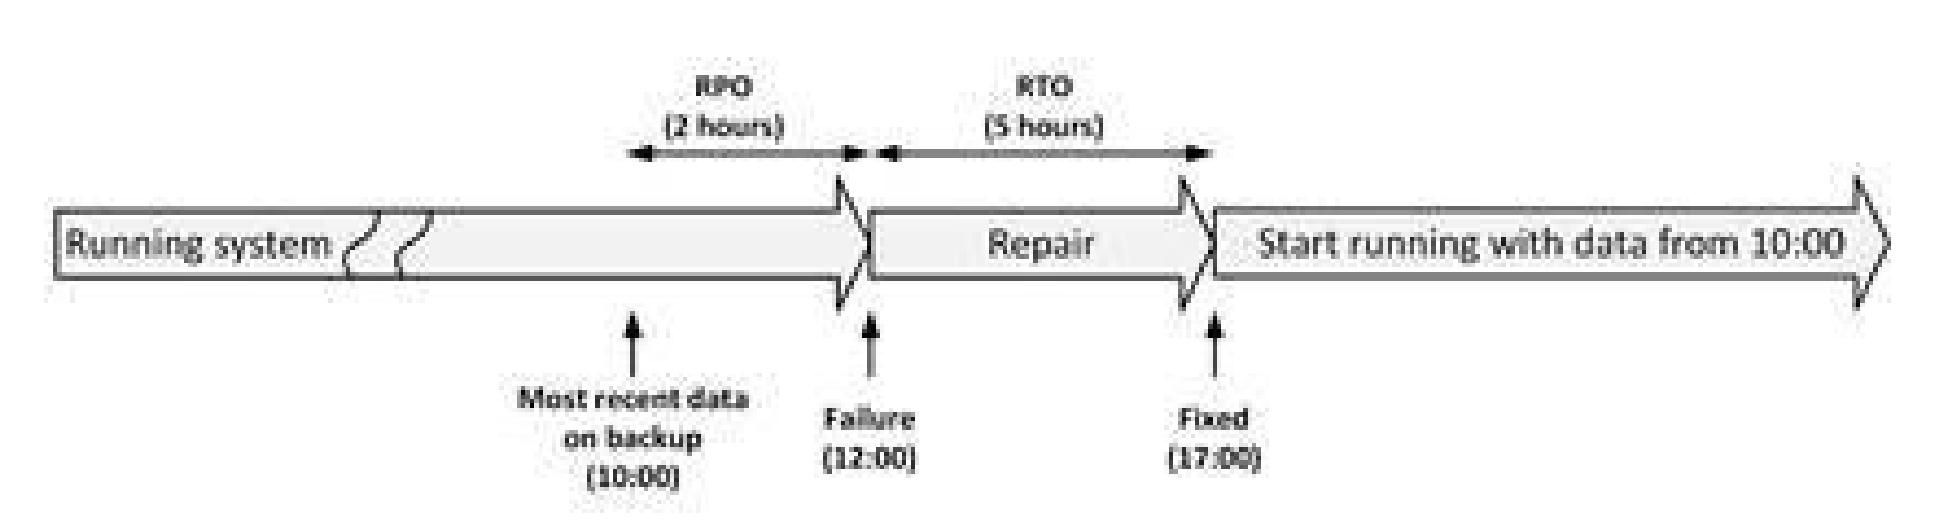 RPO
(2 hours)
RTO
(5 hours)
Running system
Repair
Start running with data from 10:00
Most recent data
on backup
(10:00)
Failure
(12:00)
Fixed
(17:00)